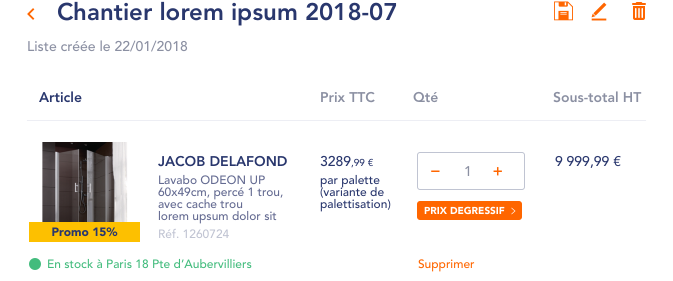 Chantier lorem ipsum 2018-07
Liste créée le 22/01/2018
Article Prix TTC Qté Sous-total HT
JACOB DELAFOND
Lavabo ODEON UP
60x49cm, percé 1 trou,
avec cache trou
lorem upsum dolor sit
Réf. 1260724
Promo 15%
3289,99 €
par palette
(variante de
palettisation)
− 1 +
PRIX DEGRESSIF >
9 999,99 €
En stock à Paris 18 Pte d’Aubervilliers
Supprimer